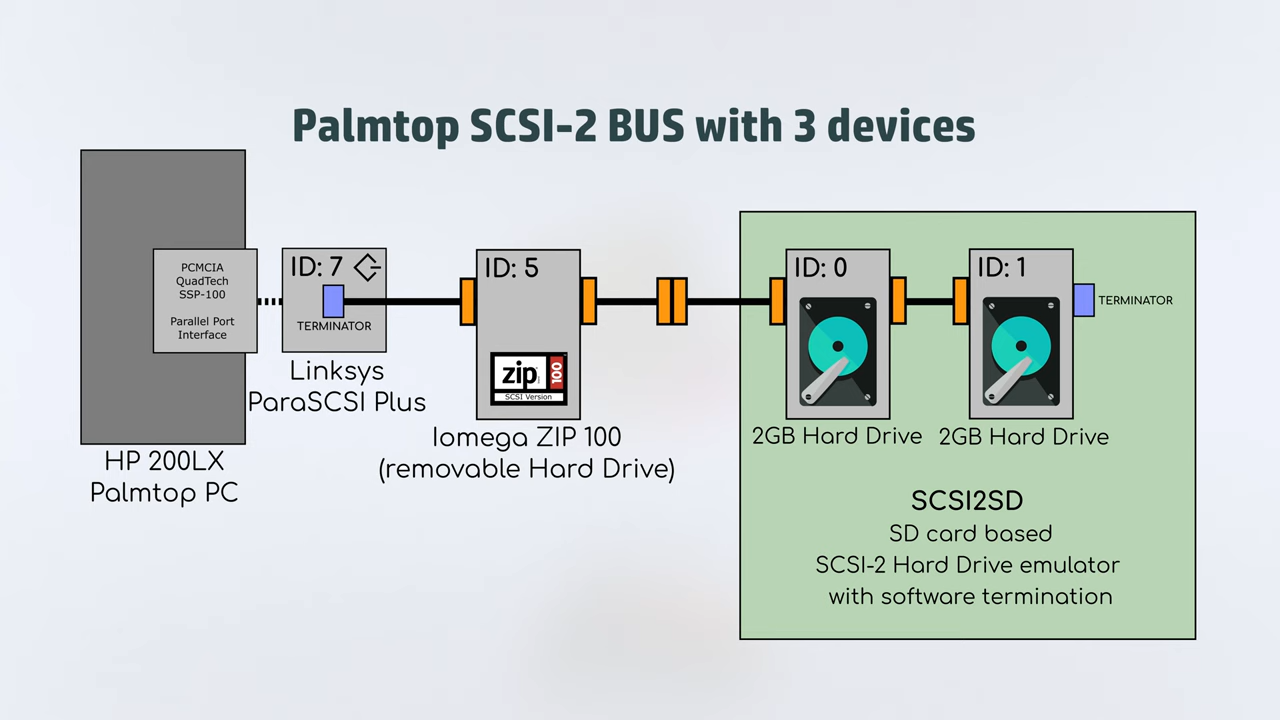 Palmtop SCSI-2 BUS with 3 devices
PCMCIA
QuadTech
SSP-100
Parallel Port
Interface
HP 200LX
Palmtop PC
ID: 7
TERMINATOR
Linksys
ParaSCSI Plus
ID: 5
zip
100
SCSI Version
Iomega ZIP 100
(removable Hard Drive)
ID: 0
2GB Hard Drive
ID: 1
TERMINATOR
2GB Hard Drive
SCSI2SD
SD card based
SCSI-2 Hard Drive emulator
with software termination